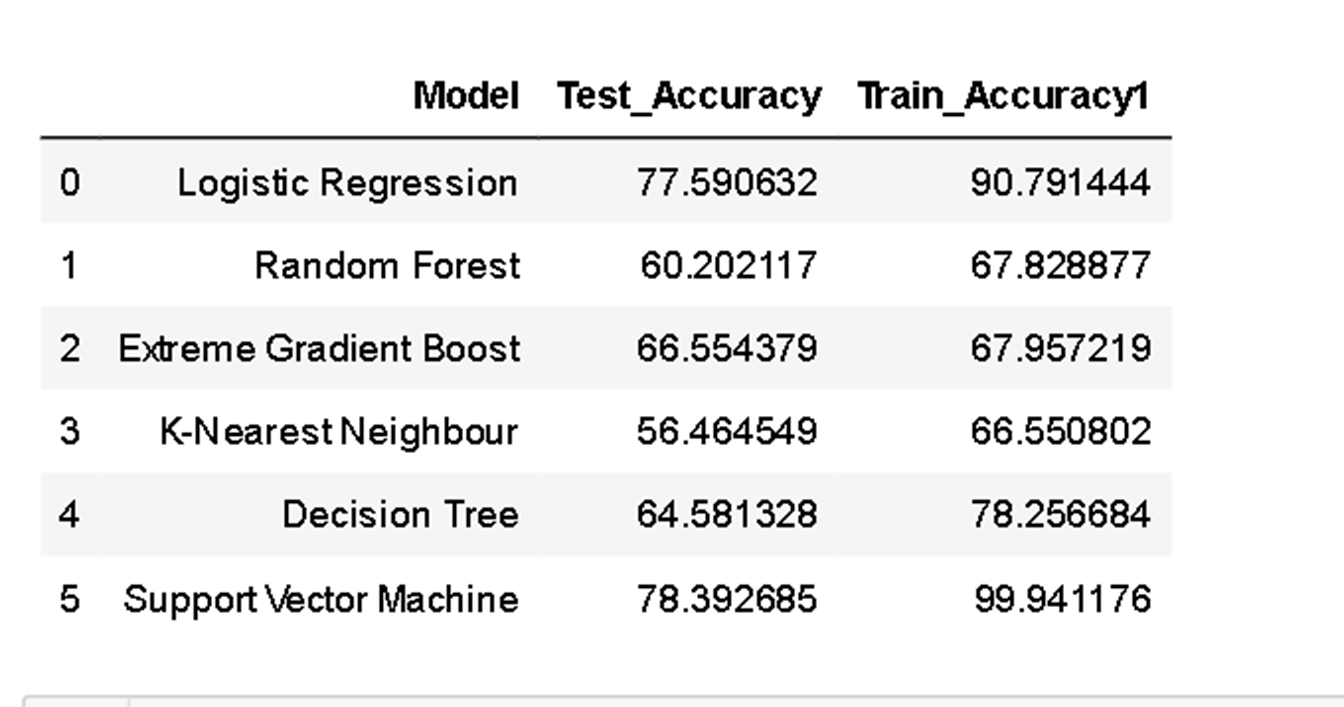 Model Test_Accuracy Train_Accuracy1
0 Logistic Regression 77.590632 90.791444
1 Random Forest 60.202117 67.828877
2 Extreme Gradient Boost 66.554379 67.957219
3 K-Nearest Neighbour 56.464549 66.550802
4 Decision Tree 64.581328 78.256684
5 Support Vector Machine 78.392685 99.941176